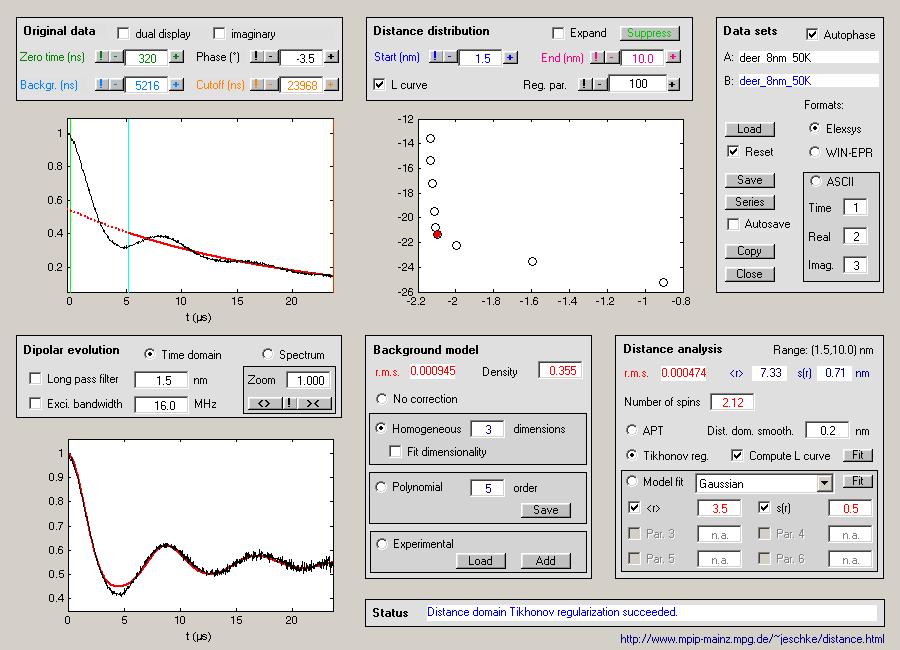 Original data
dual display
imaginary
Zero time (ns)
!
-
320
+
Phase (°)
!
-
-3.5
+
Backgr. (ns)
!
-
5216
+
Cutoff (ns)
!
-
23968
+
Distance distribution
Expand
Suppress
Start (nm)
!
-
1.5
+
End (nm)
!
-
10.0
+
L curve
Reg. par.
!
-
100
+
Data sets
Autophase
A: deer_8nm_50K
B: deer_8nm_50K
Formats:
Load
Elexsys
Reset
WIN-EPR
Save
ASCII
Series
Time 1
Autosave
Real 2
Copy
Imag. 3
Close
1
0.8
0.6
0.4
0.2
0 5 10 15 20
t (µs)
-12
-14
-16
-18
-20
-22
-24
-26
-2.2 -2 -1.8 -1.6 -1.4 -1.2 -1 -0.8
Dipolar evolution
Time domain
Spectrum
Long pass filter
1.5 nm
Zoom 1.000
Exci. bandwidth
16.0 MHz
<> ! ><
1
0.9
0.8
0.7
0.6
0.5
0.4
0 5 10 15 20
t (µs)
Background model
r.m.s. 0.000945 Density 0.355
No correction
Homogeneous 3 dimensions
Fit dimensionality
Polynomial 5 order
Save
Experimental
Load Add
Distance analysis Range: (1.5,10.0) nm
r.m.s. 0.000474 <r> 7.33 s(r) 0.71 nm
Number of spins 2.12
APT Dist. dom. smooth. 0.2 nm
Tikhonov reg. Compute L curve Fit
Model fit Gaussian Fit
<r> 3.5 s(r) 0.5
Par. 3 n.a. Par. 4 n.a.
Par. 5 n.a. Par. 6 n.a.
Status Distance domain Tikhonov regularization succeeded.
http://www.mpip-mainz.mpg.de/~jeschke/distance.html